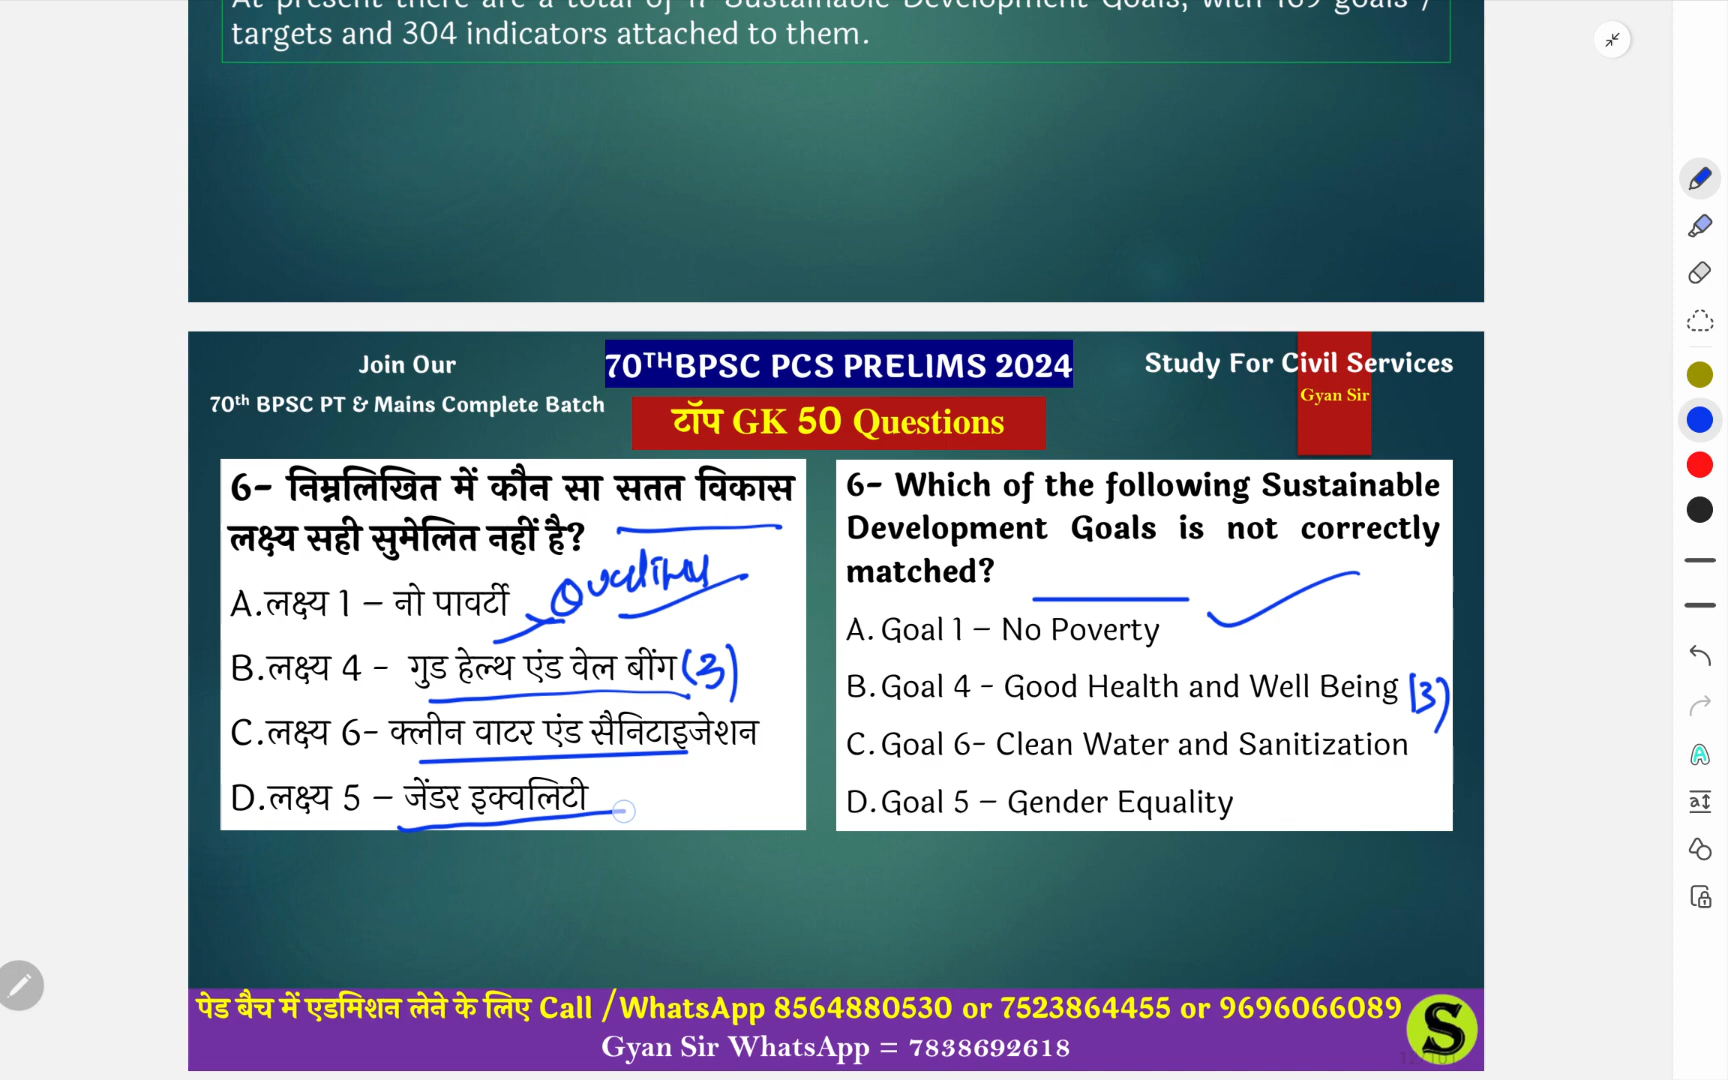 targets and 304 indicators attached to them.
Join Our
70th BPSC PT & Mains Complete Batch
70THBPSC PCS PRELIMS 2024
टॉप GK 50 Questions
Study For Civil Services
Gyan Sir
6- निम्नलिखित में कौन सा सतत विकास
लक्ष्य सही सुमेलित नहीं है?
A.लक्ष्य 1 – नो पावर्टी
B.लक्ष्य 4 - गुड हेल्थ एंड वेल बींग (3)
C.लक्ष्य 6- क्लीन वाटर एंड सैनिटाइजेशन
D.लक्ष्य 5 – जेंडर इक्वलिटी
6- Which of the following Sustainable
Development Goals is not correctly
matched?
A. Goal 1 – No Poverty
B. Goal 4 - Good Health and Well Being (3)
C. Goal 6- Clean Water and Sanitization
D. Goal 5 – Gender Equality
पेड बैच में एडमिशन लेने के लिए Call /WhatsApp 8564880530 or 7523864455 or 9696066089
Gyan Sir WhatsApp = 7838692618
S